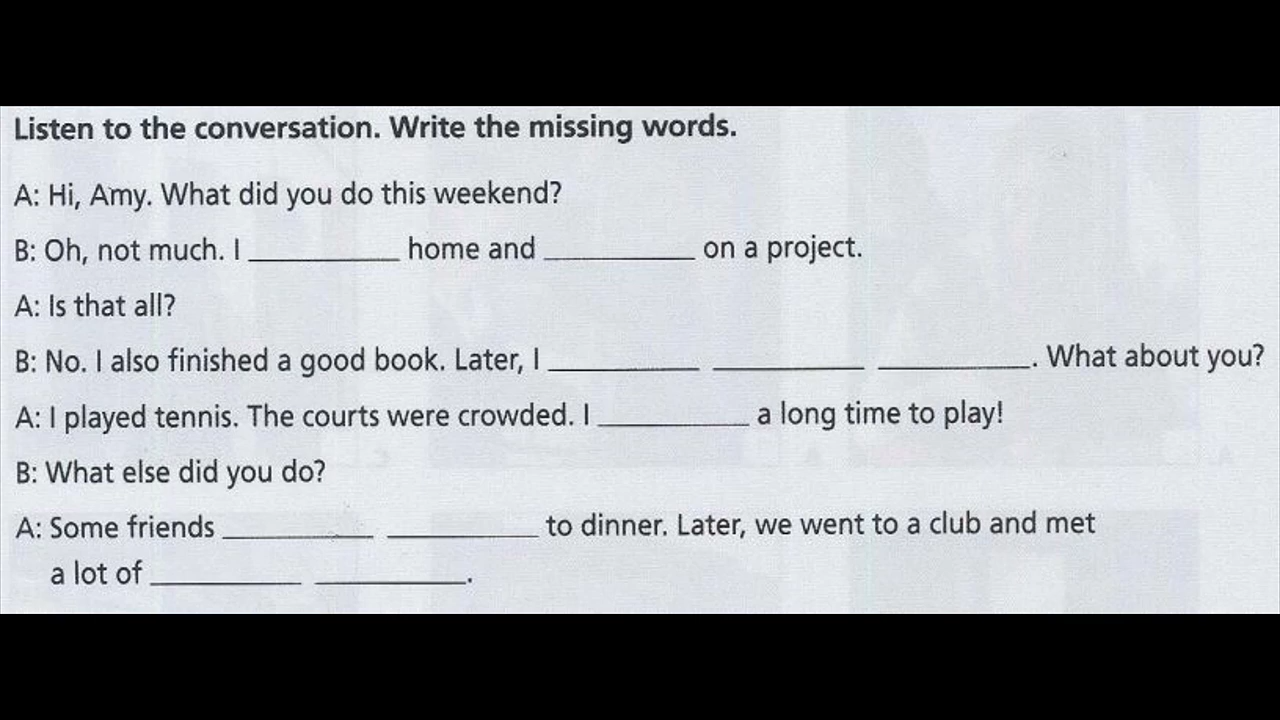 Listen to the conversation. Write the missing words.
A: Hi, Amy. What did you do this weekend?
B: Oh, not much. I __________ home and __________ on a project.
A: Is that all?
B: No. I also finished a good book. Later, I __________ __________ __________. What about you?
A: I played tennis. The courts were crowded. I __________ a long time to play!
B: What else did you do?
A: Some friends __________ __________ to dinner. Later, we went to a club and met
a lot of __________ __________.